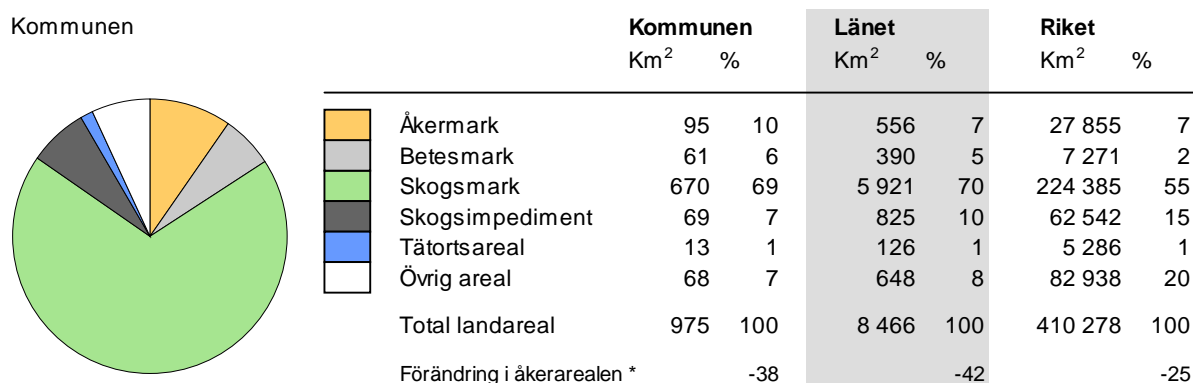 Kommunen
Kommunen Länet Riket
Km² % Km² % Km² %
Åkermark 95 10 556 7 27 855 7
Betesmark 61 6 390 5 7 271 2
Skogsmark 670 69 5 921 70 224 385 55
Skogsimpediment 69 7 825 10 62 542 15
Tätortsareal 13 1 126 1 5 286 1
Övrig areal 68 7 648 8 82 938 20
Total landareal 975 100 8 466 100 410 278 100
Förändring i åkerarealen * -38 -42 -25